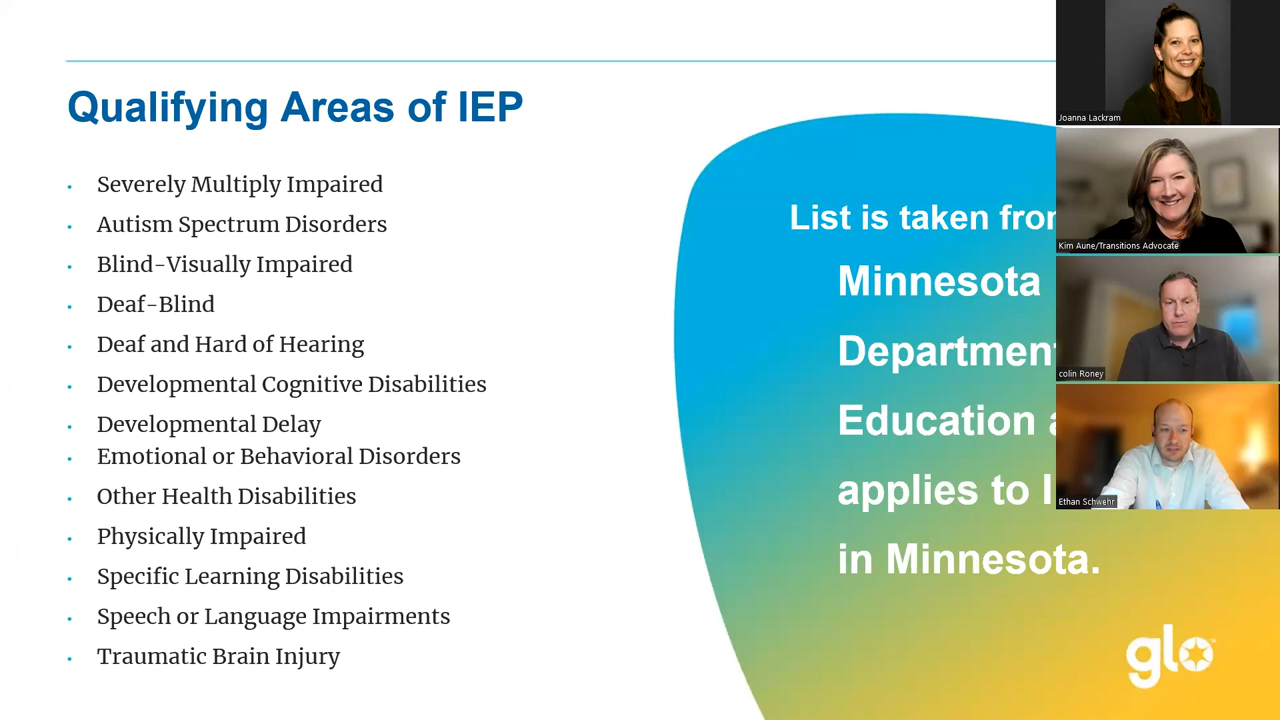 Qualifying Areas of IEP
Severely Multiply Impaired
Autism Spectrum Disorders
Blind-Visually Impaired
Deaf-Blind
Deaf and Hard of Hearing
Developmental Cognitive Disabilities
Developmental Delay
Emotional or Behavioral Disorders
Other Health Disabilities
Physically Impaired
Specific Learning Disabilities
Speech or Language Impairments
Traumatic Brain Injury
List is taken
Minnesota
Department
Education
applies to
in Minnesota.
glo
Joanna Lackram
Kim Aune/Transitions Advocate
colin Roney
Ethan Schwehr